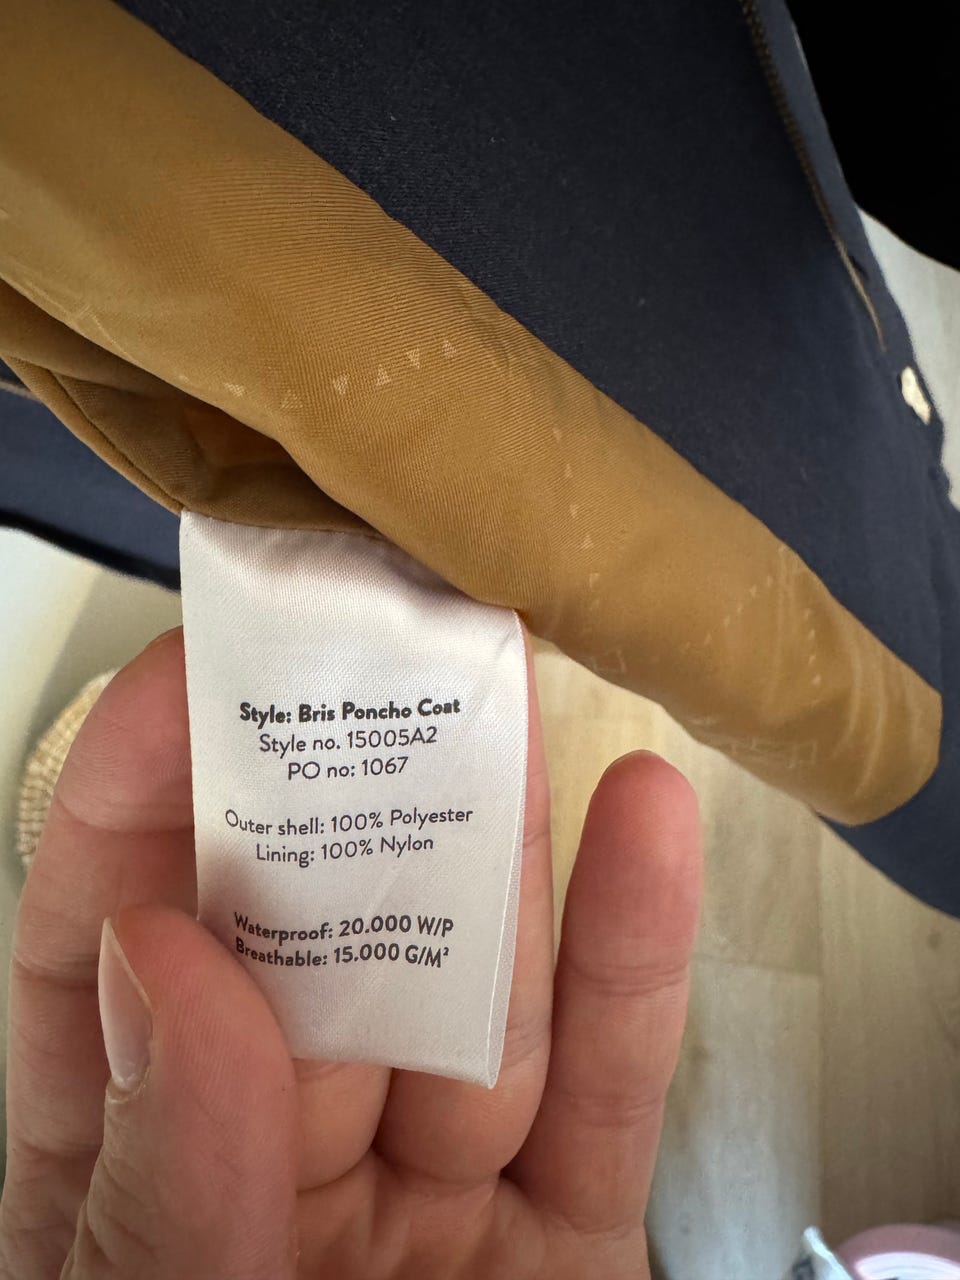 Style: Bris Poncho Coat
Style no. 15005A2
PO no: 1067
Outer shell: 100% Polyester
Lining: 100% Nylon
Waterproof: 20.000 W/P
Breathable: 15.000 G/M²